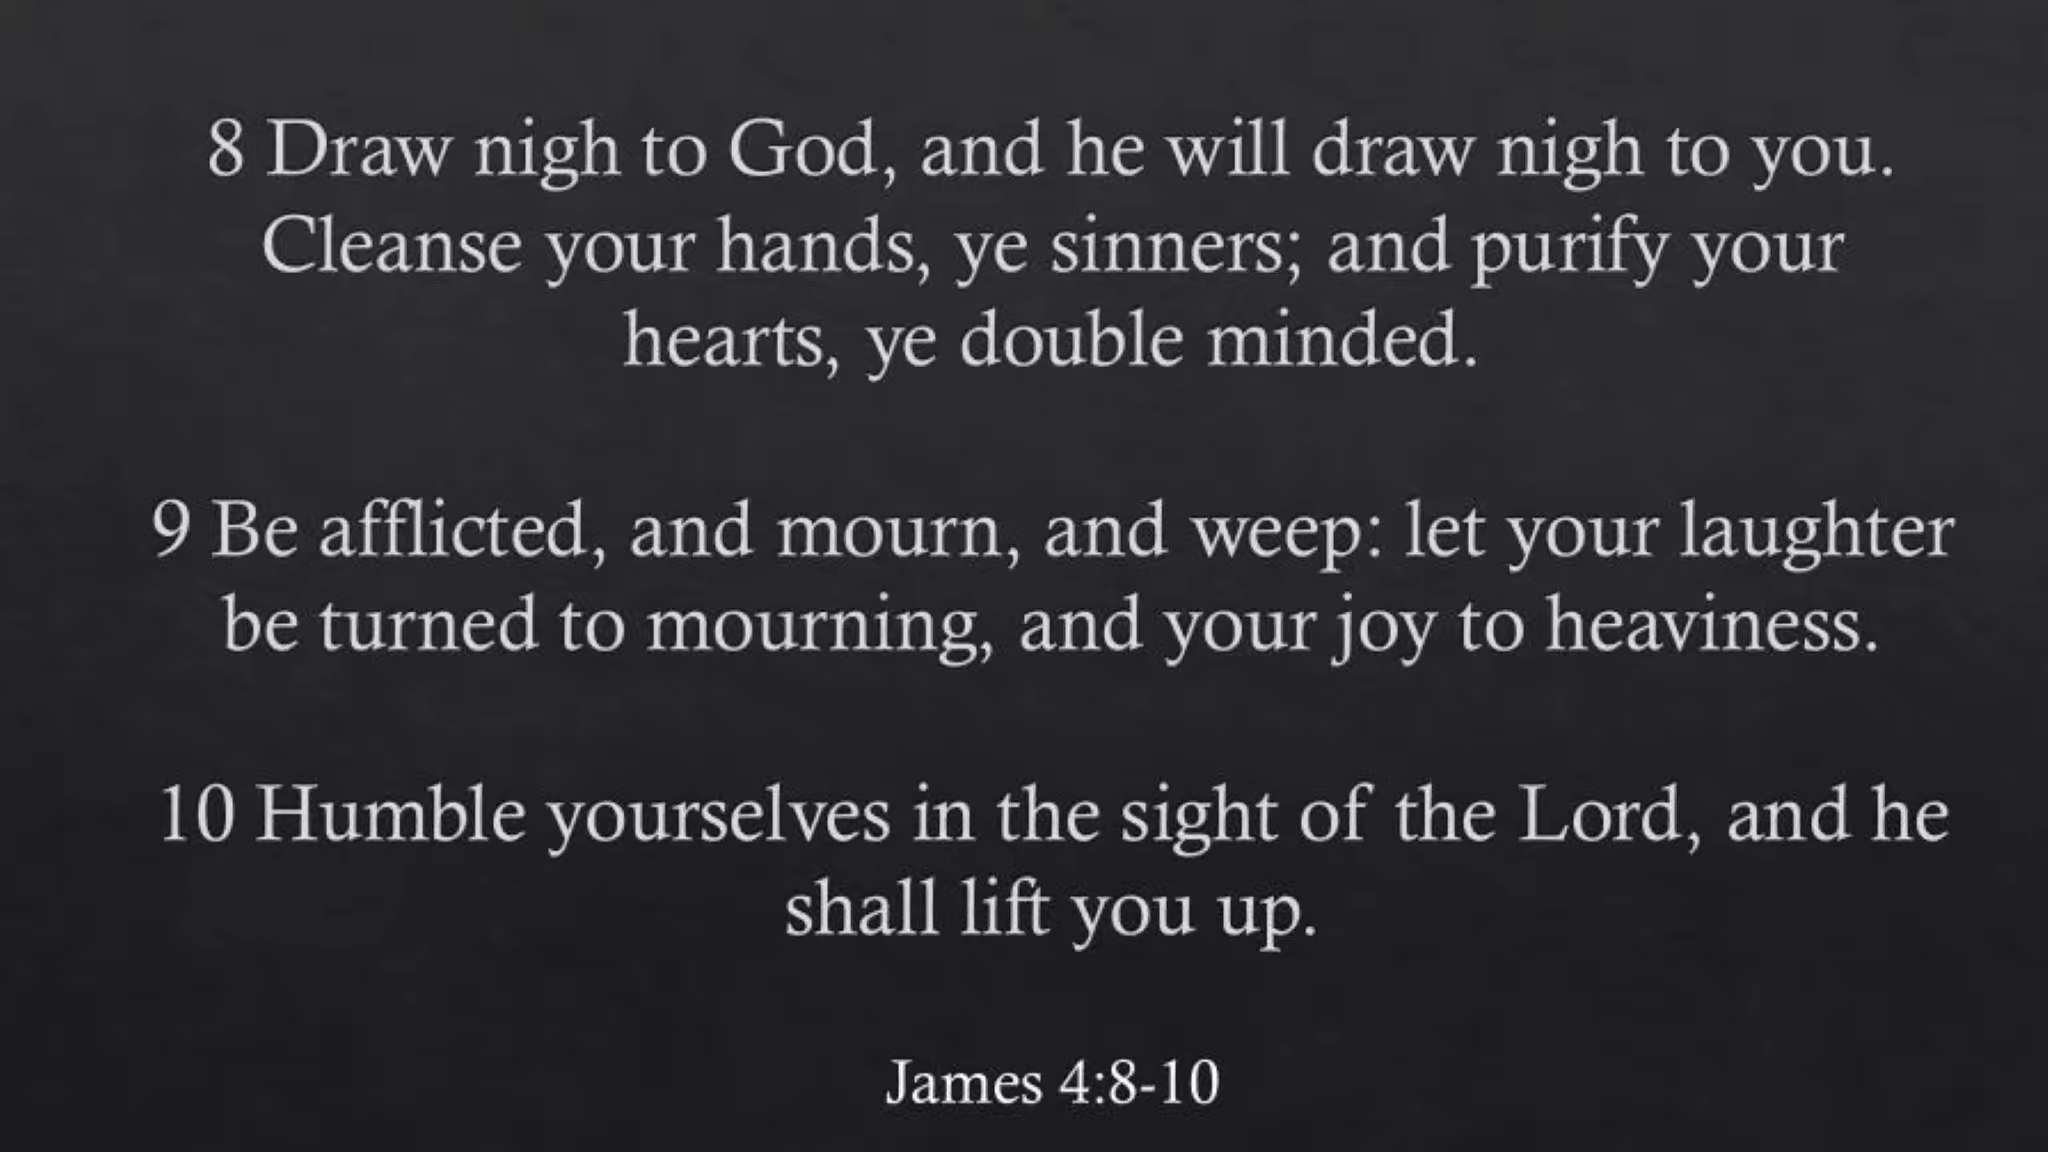 8 Draw nigh to God, and he will draw nigh to you.
Cleanse your hands, ye sinners; and purify your
hearts, ye double minded.
9 Be afflicted, and mourn, and weep: let your laughter
be turned to mourning, and your joy to heaviness.
10 Humble yourselves in the sight of the Lord, and he
shall lift you up.
James 4:8-10